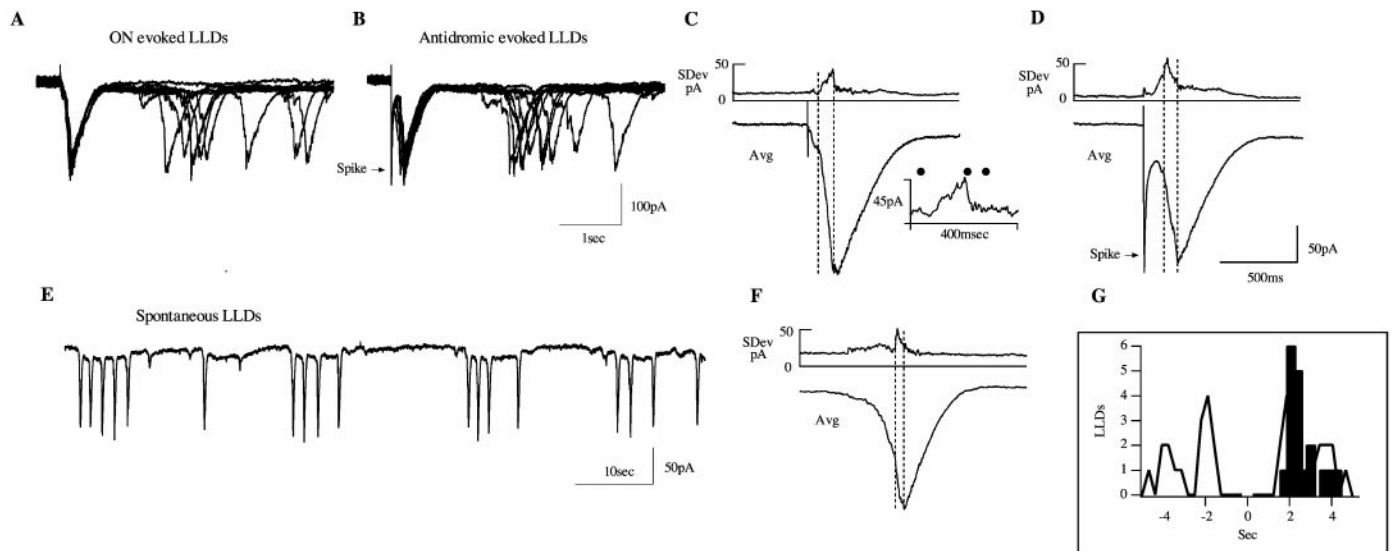 A
ON evoked LLDs
B
Antidromic evoked LLDs
Spike
100pA
1sec
C
50
SDev
pA
0
Avg
45pA
400msec
D
50
SDev
pA
0
Avg
Spike
50pA
500ms
E
Spontaneous LLDs
10sec
50pA
F
50
SDev
pA
0
Avg
G
6
5
4
3
2
1
0
LLDs
-4
-2
0
2
4
Sec